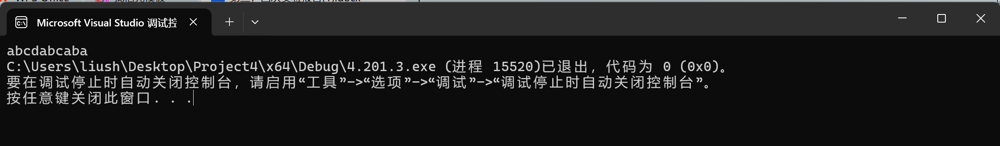 Microsoft Visual Studio 调试控
abcdabcaba
C:\Users\liush\Desktop\Project4\x64\Debug\4.201.3.exe (进程 15520)已退出，代码为 0 (0x0)。
要在调试停止时自动关闭控制台，请启用“工具”->“选项”->“调试”->“调试停止时自动关闭控制台”。
按任意键关闭此窗口. . .